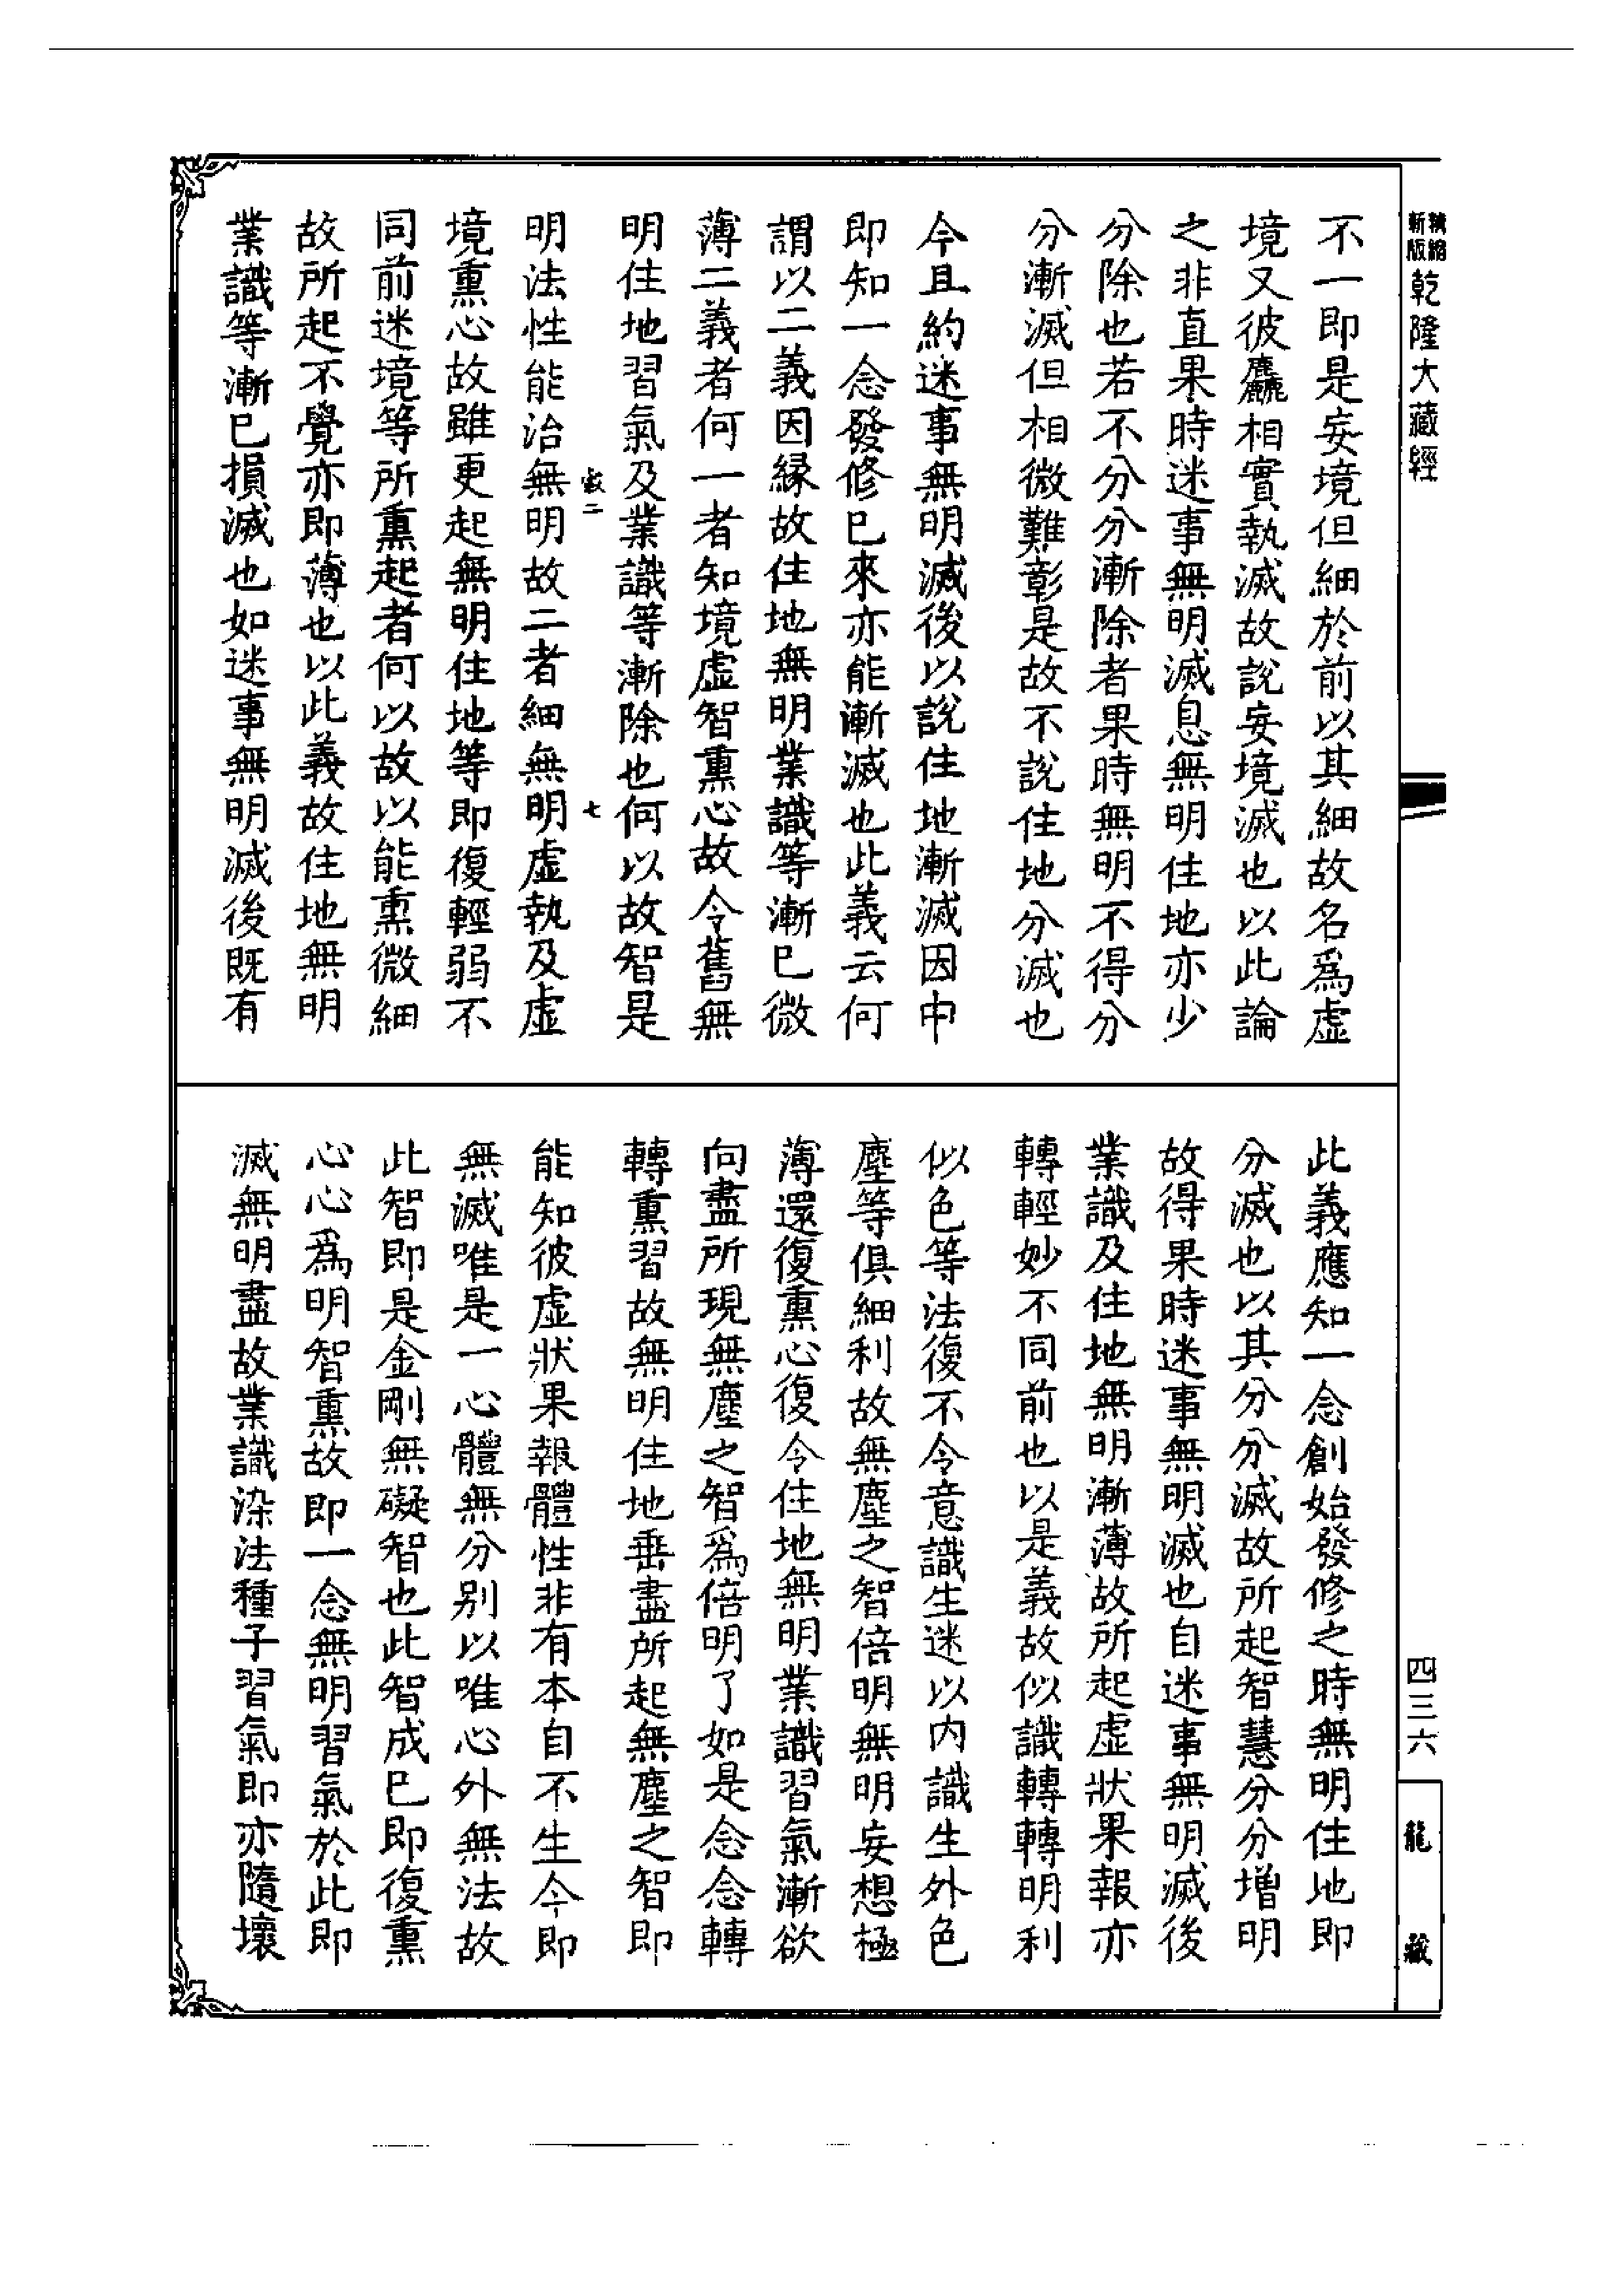 精縮新版乾隆大藏經
不一即是妄境但細於前以其細故名爲虛
境又彼麤相實執滅故說妄境滅也以此論
之非直果時迷事無明滅息無明住地亦少
分除也若不分分漸除者果時無明不得分
分漸滅但相微難彰是故不說住地分滅也
今且約迷事無明滅後以說住地漸滅因中
即知一念發修已來亦能漸滅也此義云何
謂以二義因緣故住地無明業識等漸已微
薄二義者何一者知境虛智熏心故令舊無
明住地習氣及業識等漸除也何以故智是
明法性能治無明故二者細無明虛執及虛
境熏心故雖更起無明住地等即復輕弱不
同前迷境等所熏起者何以故以能熏微細
故所起不覺亦即薄也以此義故住地無明
業識等漸已損滅也如迷事無明滅後既有
此義應知一念創始發修之時無明住地即
分滅也以其分分滅故所起智慧分分增明
故得果時迷事無明滅也自迷事無明滅後
業識及住地無明漸薄故所起虛狀果報亦
轉輕妙不同前也以是義故似識轉轉明利
似色等法復不令意識生迷以内識生外色
塵等俱細利故無塵之智倍明無明妄想極
薄還復熏心復令住地無明業識習氣漸欲
向盡所現無塵之智爲倍明了如是念念轉
轉熏習故無明住地垂盡所起無塵之智即
能知彼虛狀果報體性非有本自不生今即
無滅唯是一心體無分别以唯心外無法故
此智即是金剛無礙智也此智成已即復熏
心心爲明智熏故即一念無明習氣於此即
滅無明盡故業識染法種子習氣即亦隨壞
四三六
龍藏